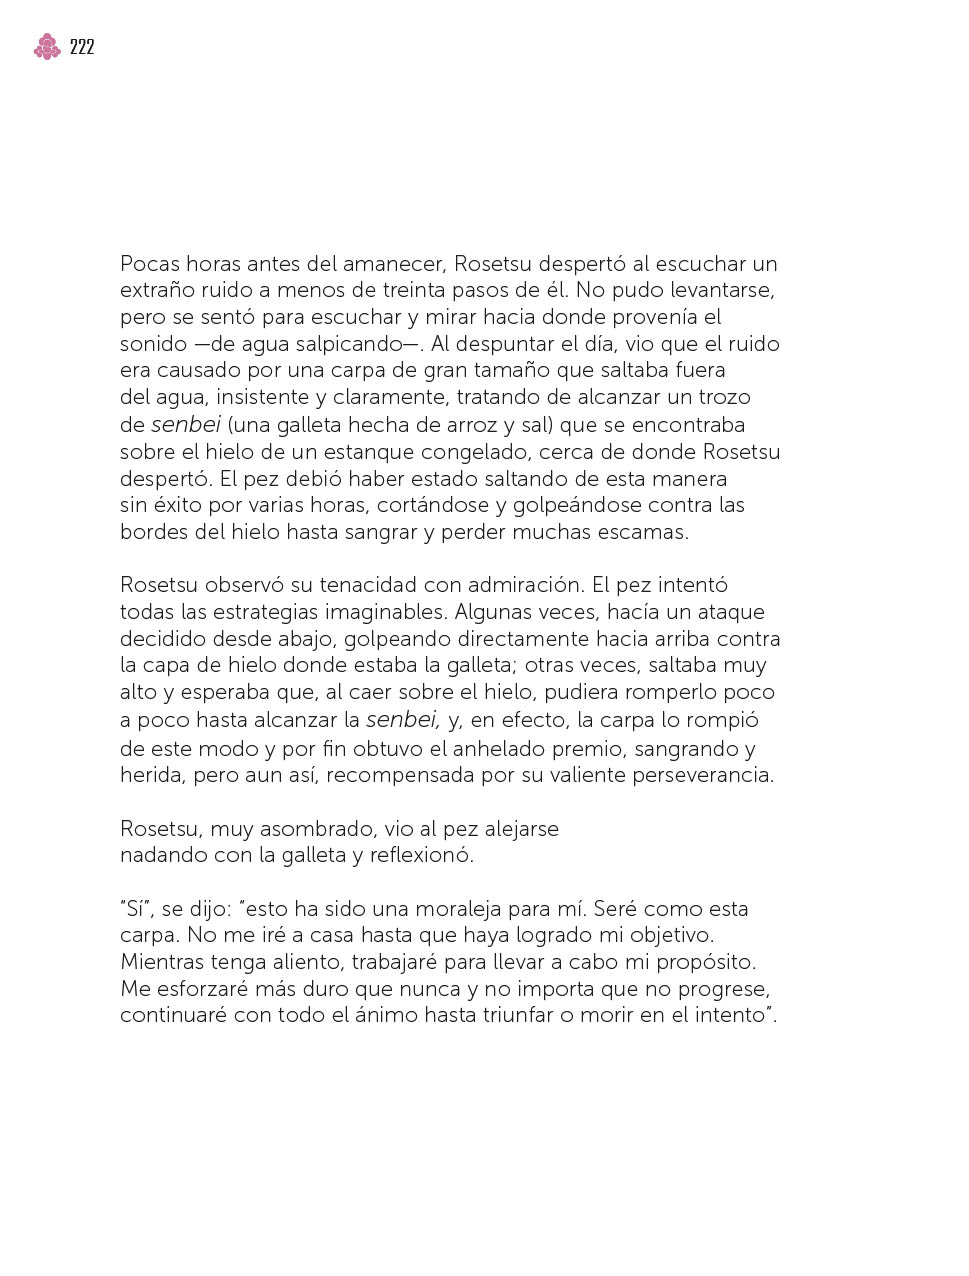 222
Pocas horas antes del amanecer, Rosetsu despertó al escuchar un
extraño ruido a menos de treinta pasos de él. No pudo levantarse,
pero se sentó para escuchar y mirar hacia donde provenía el
sonido —de agua salpicando—. Al despuntar el día, vio que el ruido
era causado por una carpa de gran tamaño que saltaba fuera
del agua, insistente y claramente, tratando de alcanzar un trozo
de senbei (una galleta hecha de arroz y sal) que se encontraba
sobre el hielo de un estanque congelado, cerca de donde Rosetsu
despertó. El pez debió haber estado saltando de esta manera
sin éxito por varias horas, cortándose y golpeándose contra las
bordes del hielo hasta sangrar y perder muchas escamas.
Rosetsu observó su tenacidad con admiración. El pez intentó
todas las estrategias imaginables. Algunas veces, hacía un ataque
decidido desde abajo, golpeando directamente hacia arriba contra
la capa de hielo donde estaba la galleta; otras veces, saltaba muy
alto y esperaba que, al caer sobre el hielo, pudiera romperlo poco
a poco hasta alcanzar la senbei, y, en efecto, la carpa lo rompió
de este modo y por fin obtuvo el anhelado premio, sangrando y
herida, pero aun así, recompensada por su valiente perseverancia.
Rosetsu, muy asombrado, vio al pez alejarse
nadando con la galleta y reflexionó.
“Sí”, se dijo: “esto ha sido una moraleja para mí. Seré como esta
carpa. No me iré a casa hasta que haya logrado mi objetivo.
Mientras tenga aliento, trabajaré para llevar a cabo mi propósito.
Me esforzaré más duro que nunca y no importa que no progrese,
continuaré con todo el ánimo hasta triunfar o morir en el intento”.